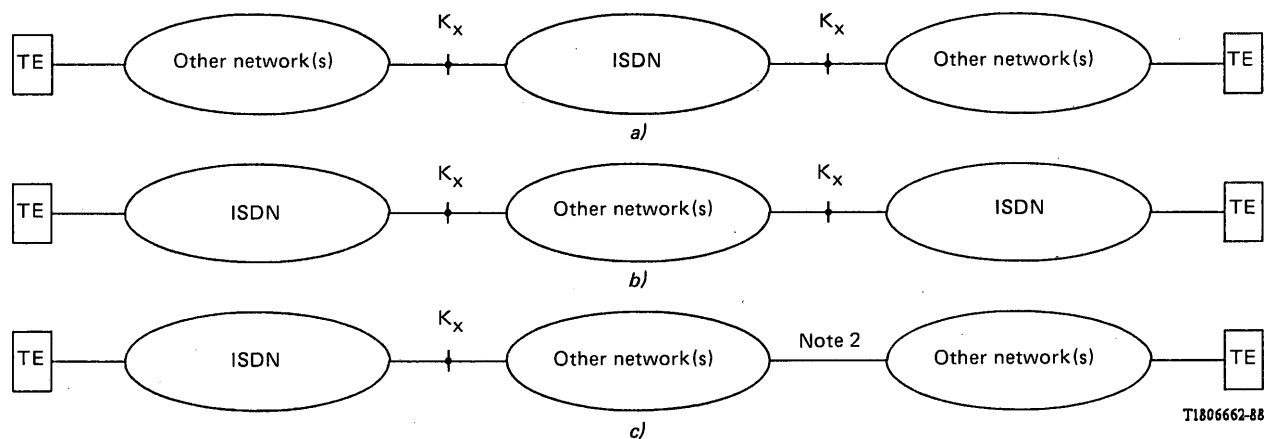 Kx Kx
TE Other network(s) ISDN Other network(s) TE
a)
Kx Kx
TE ISDN Other network(s) ISDN TE
b)
Kx
TE ISDN Other network(s) Note 2 Other network(s) TE
T1806662-88
c)